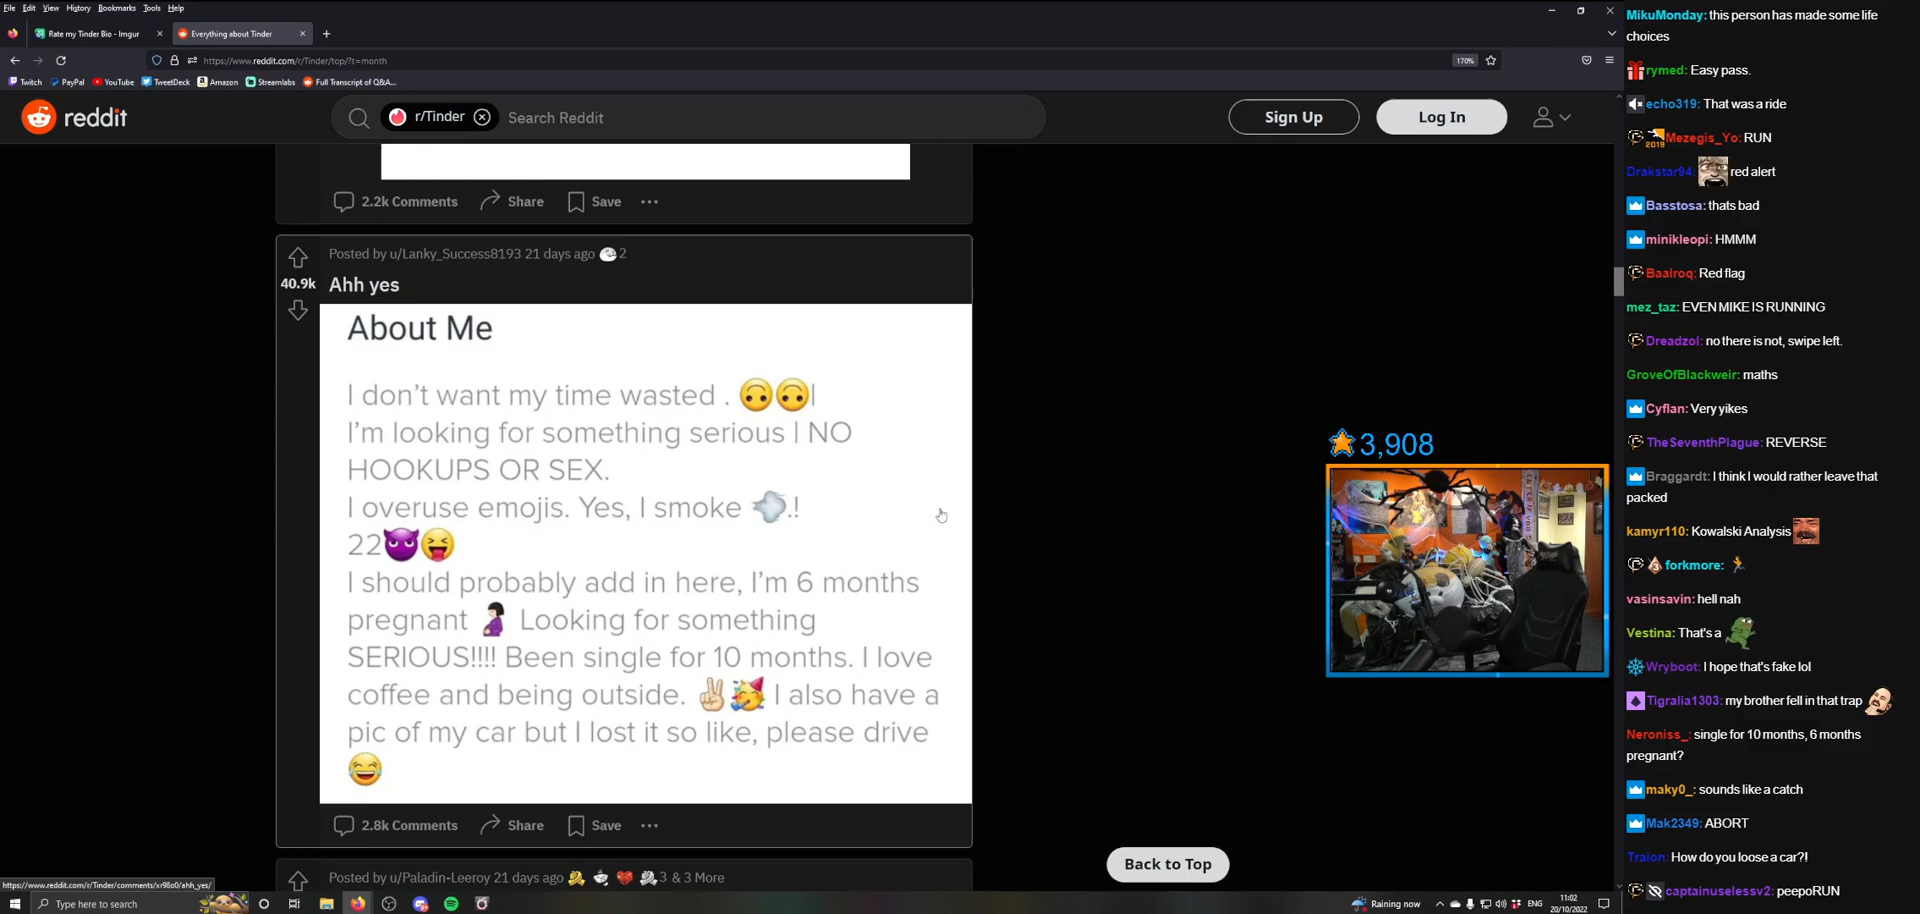 File Edit View History Bookmarks Tools Help
Rate my Tinder Bio - Imgur
Everything about Tinder
https://www.reddit.com/r/Tinder/top/?t=month
170%
Twitch PayPal YouTube TweetDeck Amazon Streamlabs Full Transcript of Q&A...
reddit
r/Tinder Search Reddit
Sign Up Log In
2.2k Comments Share Save
Posted by u/Lanky_Success8193 21 days ago 2
40.9k
Ahh yes
About Me
I don't want my time wasted . 🙃🙃|
I'm looking for something serious | NO
HOOKUPS OR SEX.
I overuse emojis. Yes, I smoke 💨.!
22😈😝
I should probably add in here, I'm 6 months
pregnant 🤰🏻 Looking for something
SERIOUS!!!! Been single for 10 months. I love
coffee and being outside. ✌🏻🥳 I also have a
pic of my car but I lost it so like, please drive
😂
2.8k Comments Share Save
Posted by u/Paladin-Leeroy 21 days ago 3 & 3 More
Back to Top
https://www.reddit.com/r/Tinder/comments/xr98o0/ahh_yes/
3,908
Type here to search
Raining now
ENG
11:02
20/10/2022
MikuMonday: this person has made some life
choices
rymed: Easy pass.
echo319: That was a ride
2019 Mezegis_Yo: RUN
Drakstar94: red alert
Basstosa: thats bad
minikleopi: HMMM
Baalroq: Red flag
mez_taz: EVEN MIKE IS RUNNING
Dreadzol: no there is not, swipe left.
GroveOfBlackweir: maths
Cyflan: Very yikes
TheSeventhPlague: REVERSE
Braggardt: I think I would rather leave that
packed
kamyr110: Kowalski Analysis
3 forkmore: 🏃
vasinsavin: hell nah
Vestina: That's a
Wryboot: I hope that's fake lol
Tigralia1303: my brother fell in that trap
Neroniss_: single for 10 months, 6 months
pregnant?
maky0_: sounds like a catch
Mak2349: ABORT
Traion: How do you loose a car?!
captainuselessv2: peepoRUN